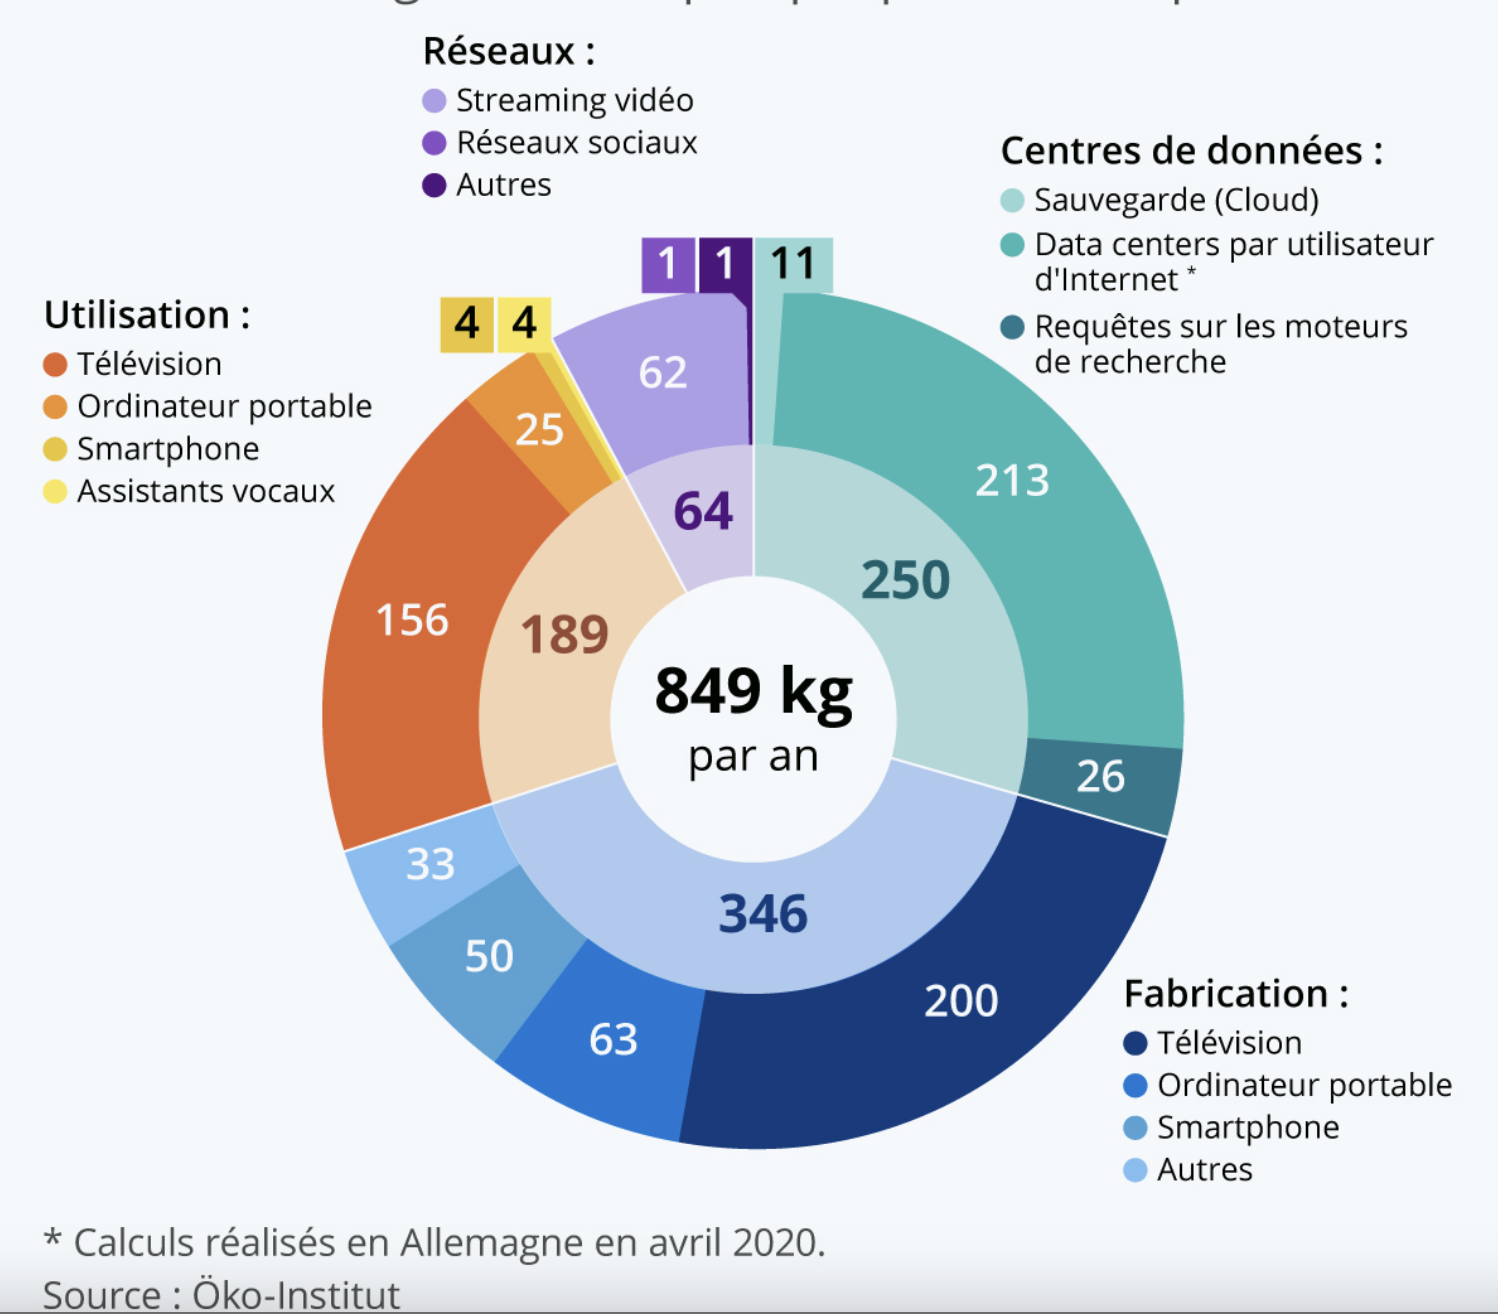 Réseaux :
Streaming vidéo
Réseaux sociaux
Autres
Centres de données :
Sauvegarde (Cloud)
Data centers par utilisateur
d'Internet *
Requêtes sur les moteurs
de recherche
Utilisation :
Télévision
Ordinateur portable
Smartphone
Assistants vocaux
1
1
11
4
4
62
25
213
64
250
156
189
849 kg
par an
26
33
346
50
200
63
Fabrication :
Télévision
Ordinateur portable
Smartphone
Autres
* Calculs réalisés en Allemagne en avril 2020.
Source : Öko-Institut